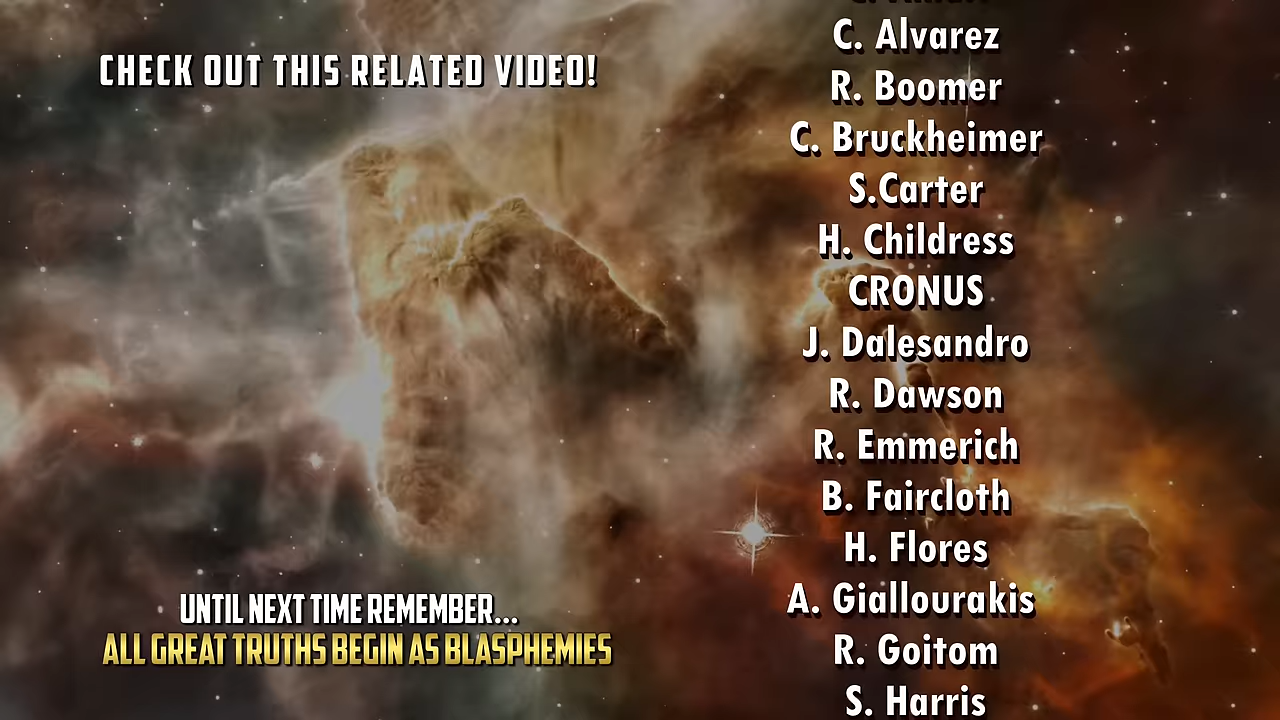 CHECK OUT THIS RELATED VIDEO!
C. Alvarez
R. Boomer
C. Bruckheimer
S.Carter
H. Childress
CRONUS
J. Dalesandro
R. Dawson
R. Emmerich
B. Faircloth
H. Flores
A. Giallourakis
R. Goitom
S. Harris
UNTIL NEXT TIME REMEMBER...
ALL GREAT TRUTHS BEGIN AS BLASPHEMIES